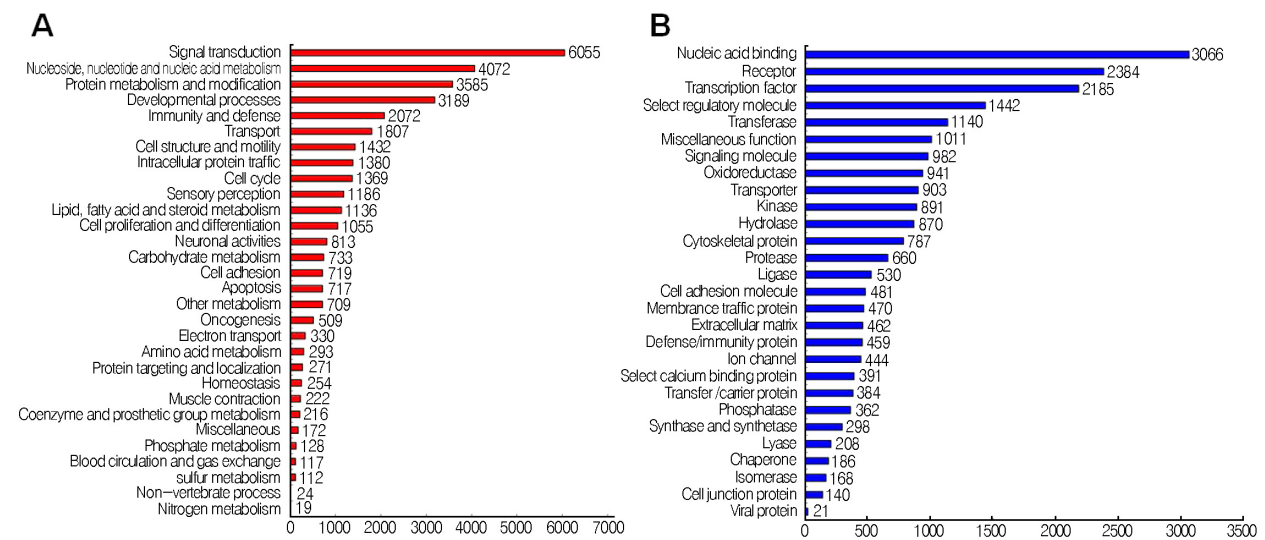 A
Signal transduction 6055
Nucleoside, nucleotide and nucleic acid metabolism 4072
Protein metabolism and modification 3585
Developmental processes 3189
Immunity and defense 2072
Transport 1807
Cell structure and motility 1432
Intracellular protein traffic 1380
Cell cycle 1369
Sensory perception 1186
Lipid, fatty acid and steroid metabolism 1136
Cell proliferation and differentiation 1055
Neuronal activities 813
Carbohydrate metabolism 733
Cell adhesion 719
Apoptosis 717
Other metabolism 709
Oncogenesis 509
Electron transport 330
Amino acid metabolism 293
Protein targeting and localization 271
Homeostasis 254
Muscle contraction 222
Coenzyme and prosthetic group metabolism 216
Miscellaneous 172
Phosphate metabolism 128
Blood circulation and gas exchange 117
sulfur metabolism 112
Non-vertebrate process 24
Nitrogen metabolism 19
0 1000 2000 3000 4000 5000 6000 7000
B
Nucleic acid binding 3066
Receptor 2384
Transcription factor 2185
Select regulatory molecule 1442
Transferase 1140
Miscellaneous function 1011
Signaling molecule 982
Oxidoreductase 941
Transporter 903
Kinase 891
Hydrolase 870
Cytoskeletal protein 787
Protease 660
Ligase 530
Cell adhesion molecule 481
Membrance traffic protein 470
Extracellular matrix 462
Defense/immunity protein 459
Ion channel 444
Select calcium binding protein 391
Transfer /carrier protein 384
Phosphatase 362
Synthase and synthetase 298
Lyase 208
Chaperone 186
Isomerase 168
Cell junction protein 140
Viral protein 21
0 500 1000 1500 2000 2500 3000 3500